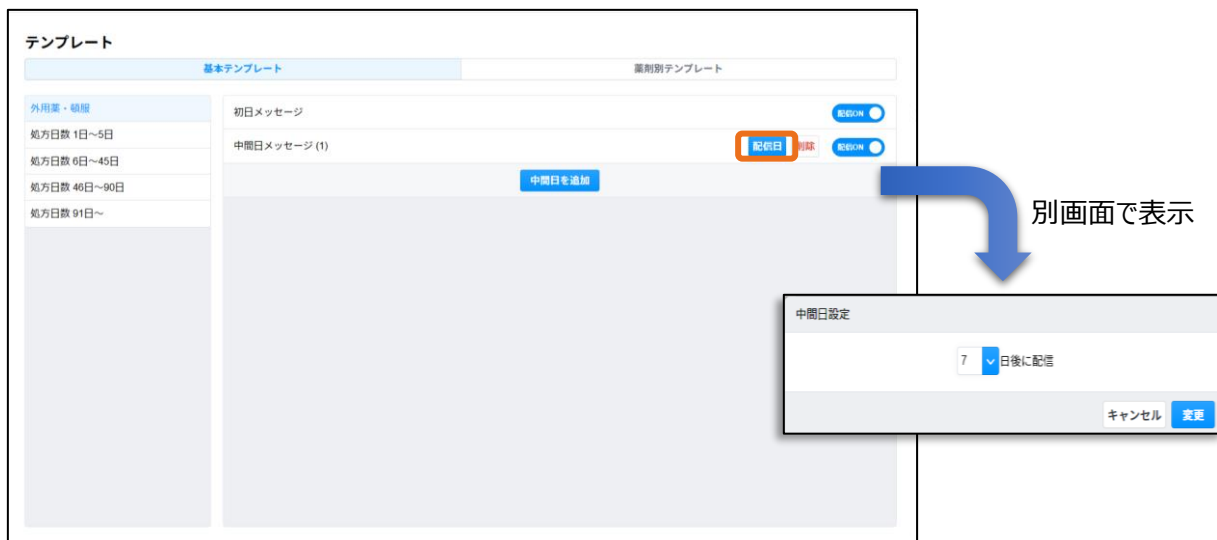 テンプレート
基本テンプレート 薬剤別テンプレート
外用薬・頓服
処方日数 1日～5日
処方日数 6日～45日
処方日数 46日～90日
処方日数 91日～
初日メッセージ 配信ON
中間日メッセージ (1) 配信日 削除 配信ON
中間日を追加
別画面で表示
中間日設定
7 日後に配信
キャンセル 変更